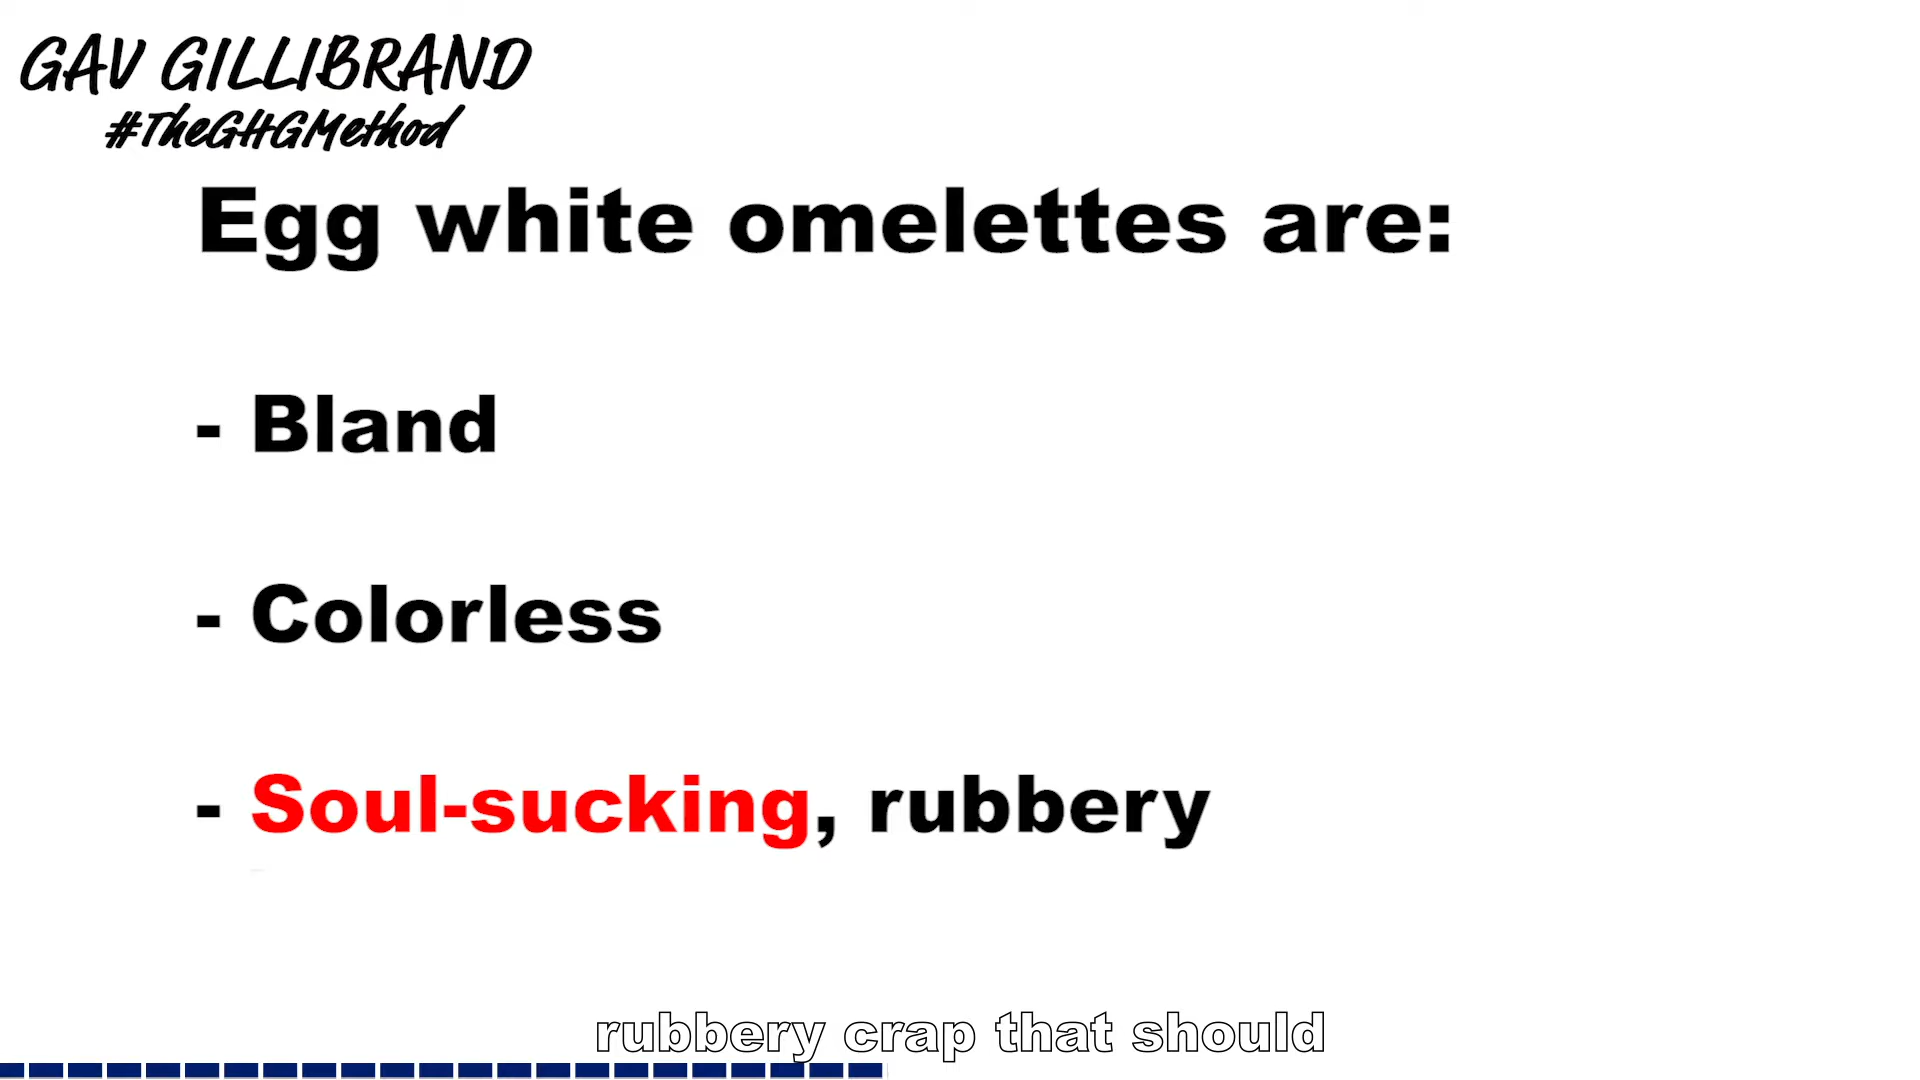 GAV GILLIBRAND
#TheGHGMethod
Egg white omelettes are:
- Bland
- Colorless
- Soul-sucking, rubbery
rubbery crap that should